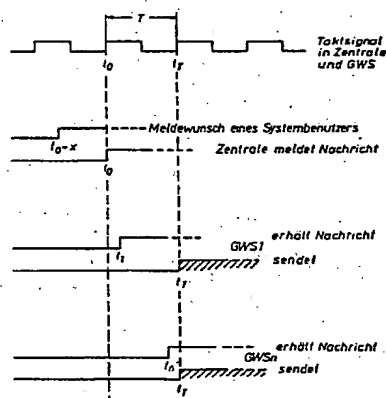 T
Taktsignal
in Zentrale
und GWS
t0
tT
Meldewunsch eines Systembenutzers
t0-x
Zentrale meldet Nachricht
t0
erhält Nachricht
GWS1
t1
sendet
tT
erhält Nachricht
GWSn
tn
sendet
tT